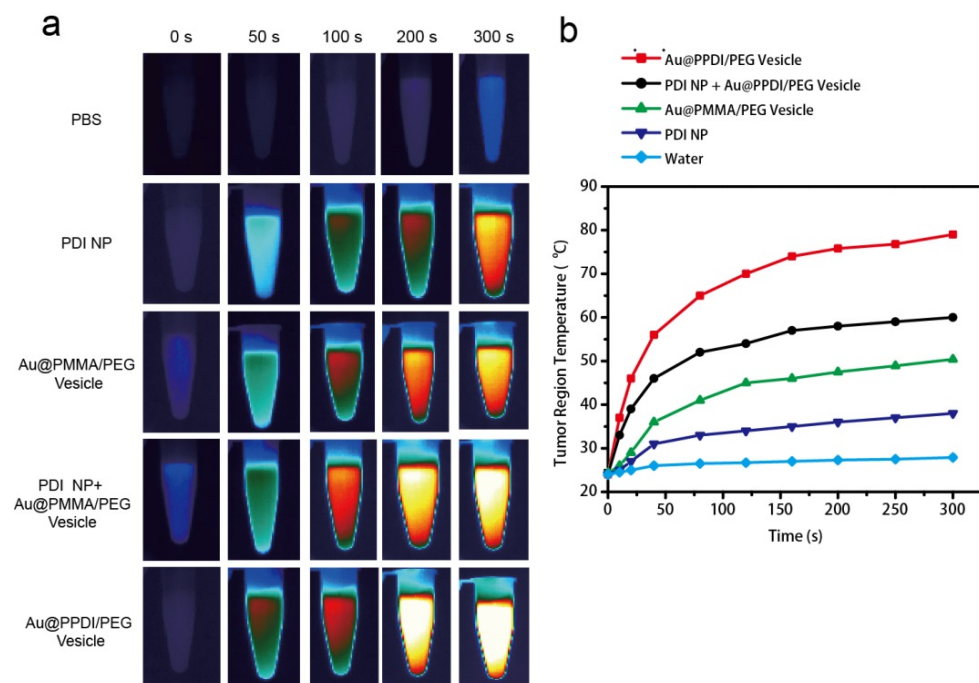 a
0 s 50 s 100 s 200 s 300 s
PBS
PDI NP
Au@PMMA/PEG
Vesicle
PDI NP+
Au@PMMA/PEG
Vesicle
Au@PPDI/PEG
Vesicle
b
Au@PPDI/PEG Vesicle
PDI NP + Au@PPDI/PEG Vesicle
Au@PMMA/PEG Vesicle
PDI NP
Water
Tumor Region Temperature ( °C)
90
80
70
60
50
40
30
20
0 50 100 150 200 250 300
Time (s)